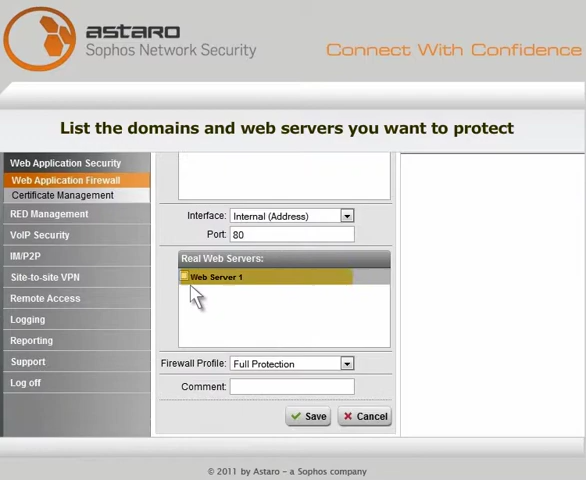 astaro
Sophos Network Security
Connect With Confidence
List the domains and web servers you want to protect
Web Application Security
Web Application Firewall
Certificate Management
RED Management
VoIP Security
IM/P2P
Site-to-site VPN
Remote Access
Logging
Reporting
Support
Log off
Interface: Internal (Address)
Port: 80
Real Web Servers:
Web Server 1
Firewall Profile: Full Protection
Comment:
Save Cancel
© 2011 by Astaro – a Sophos company